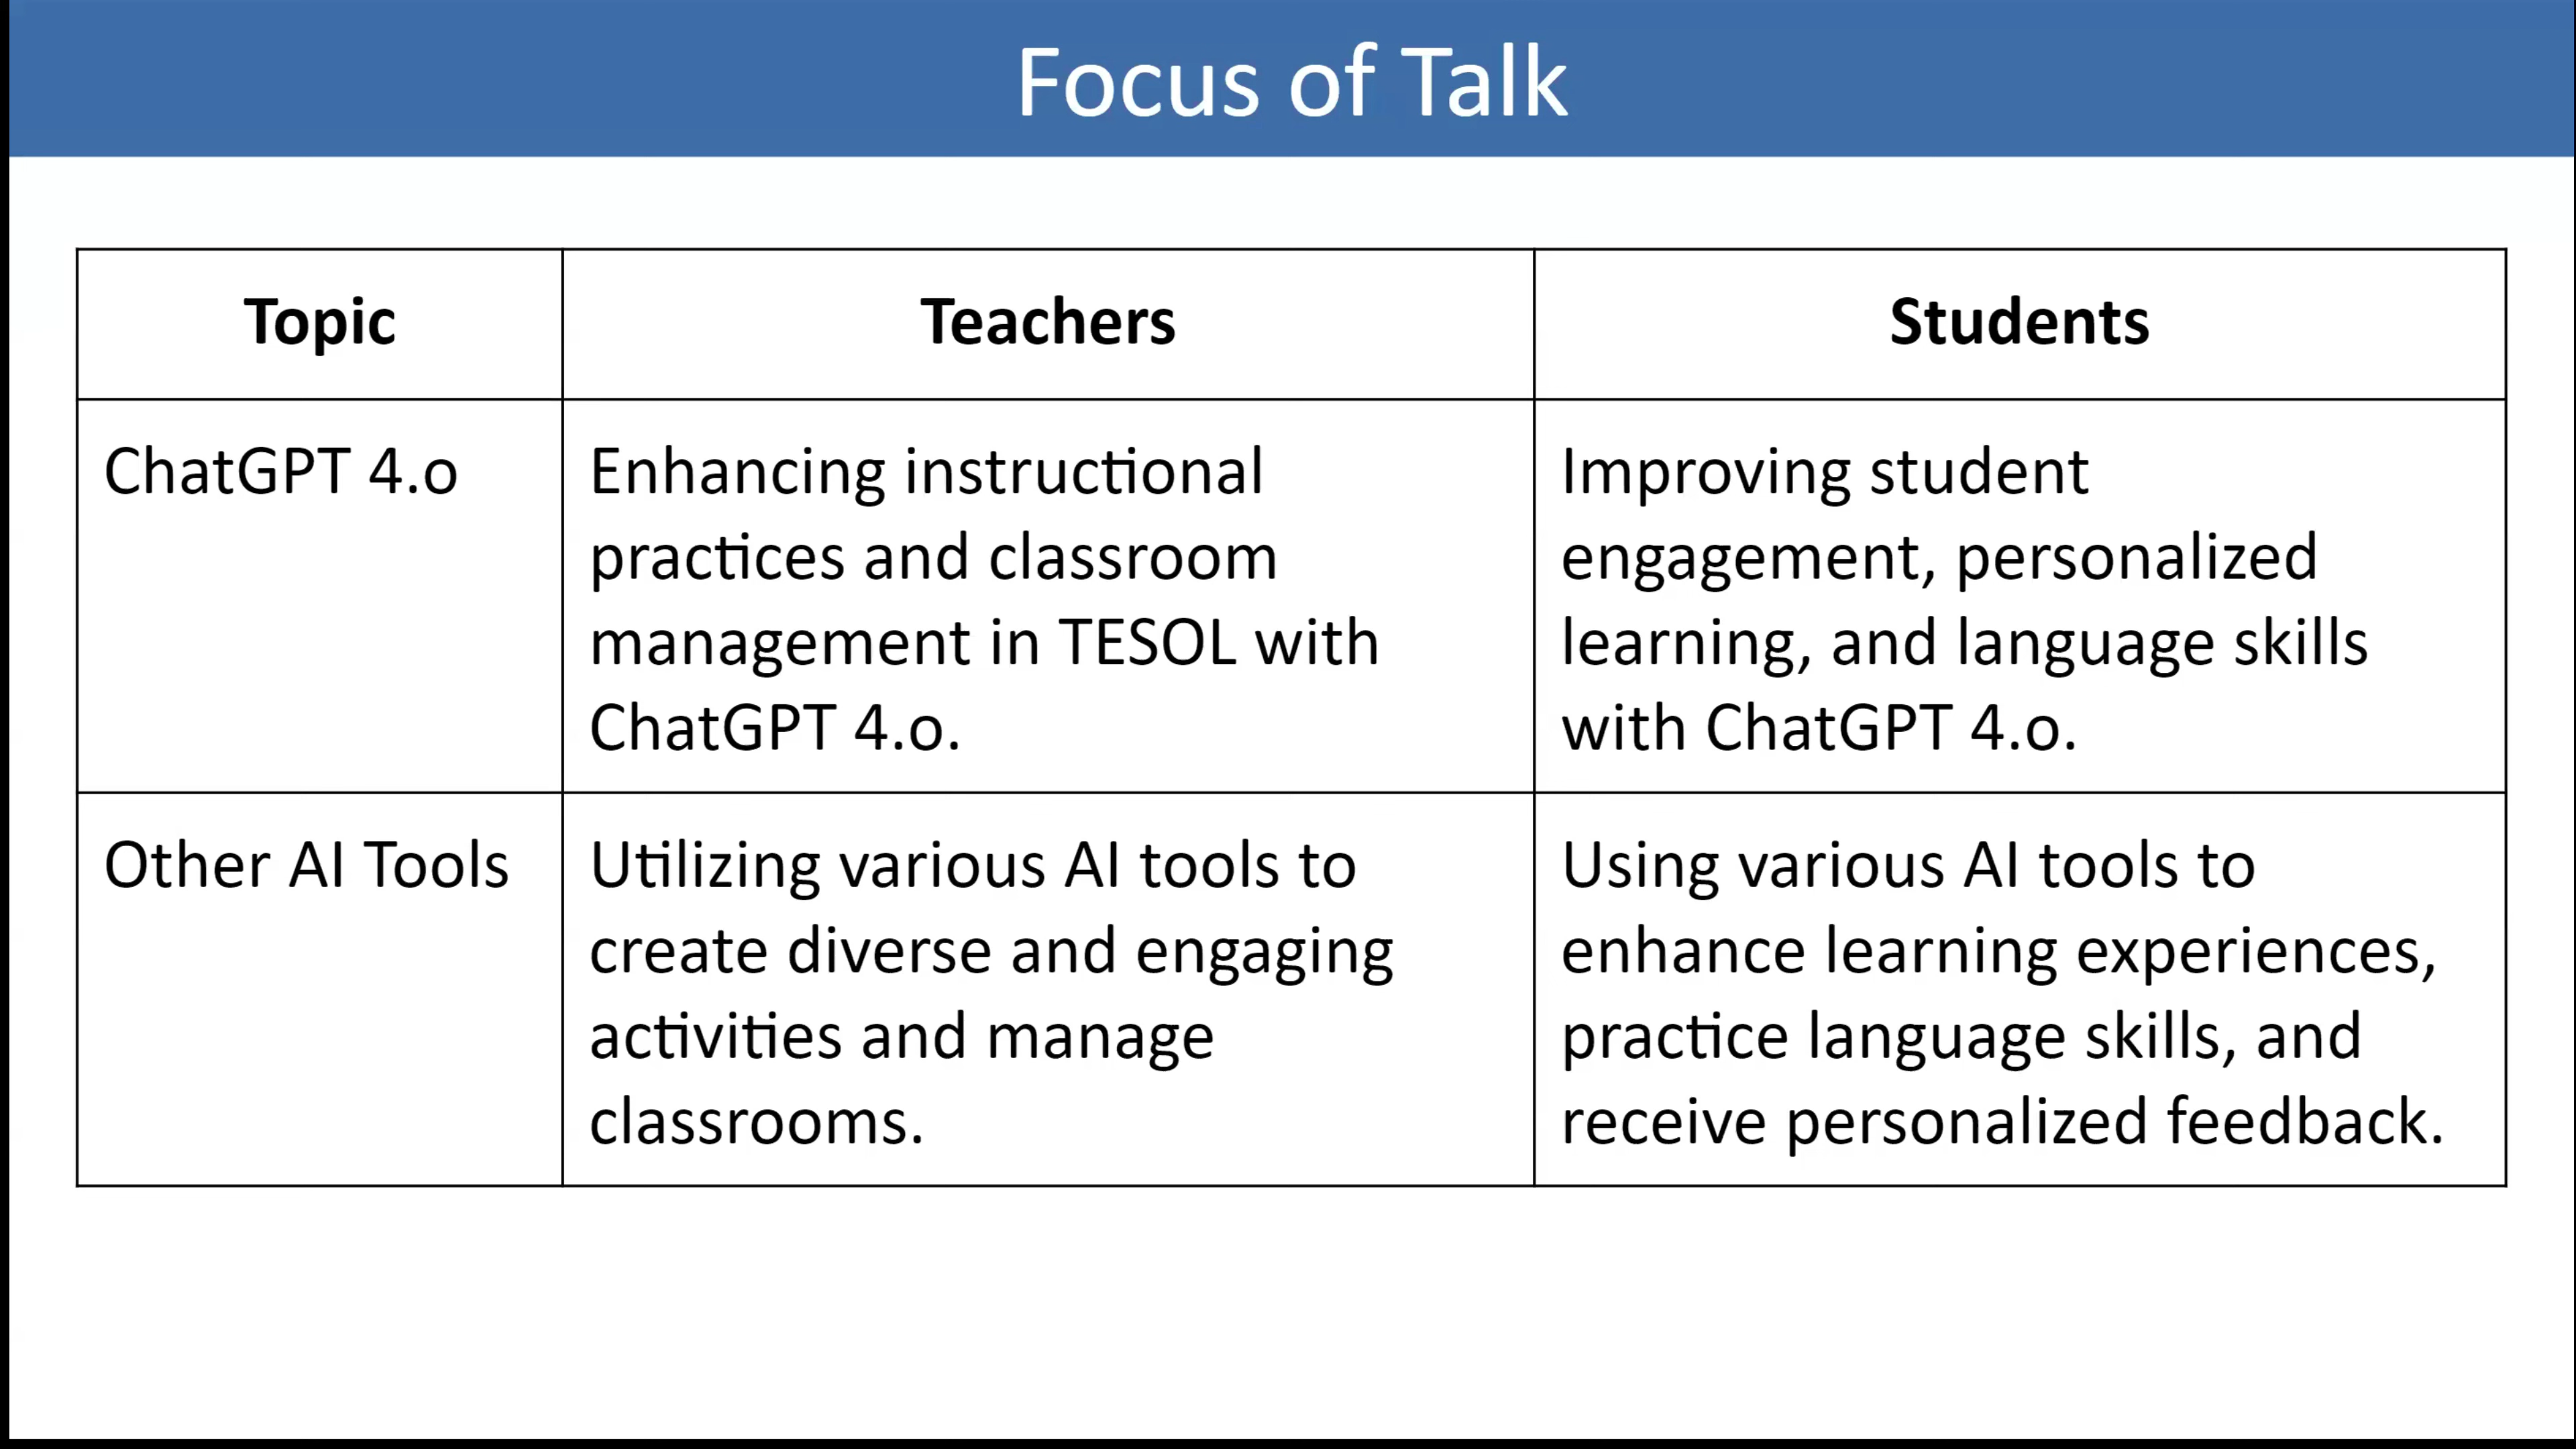 Focus of Talk
Topic
Teachers
Students
ChatGPT 4.o
Enhancing instructional
practices and classroom
management in TESOL with
ChatGPT 4.o.
Improving student
engagement, personalized
learning, and language skills
with ChatGPT 4.o.
Other AI Tools
Utilizing various AI tools to
create diverse and engaging
activities and manage
classrooms.
Using various AI tools to
enhance learning experiences,
practice language skills, and
receive personalized feedback.